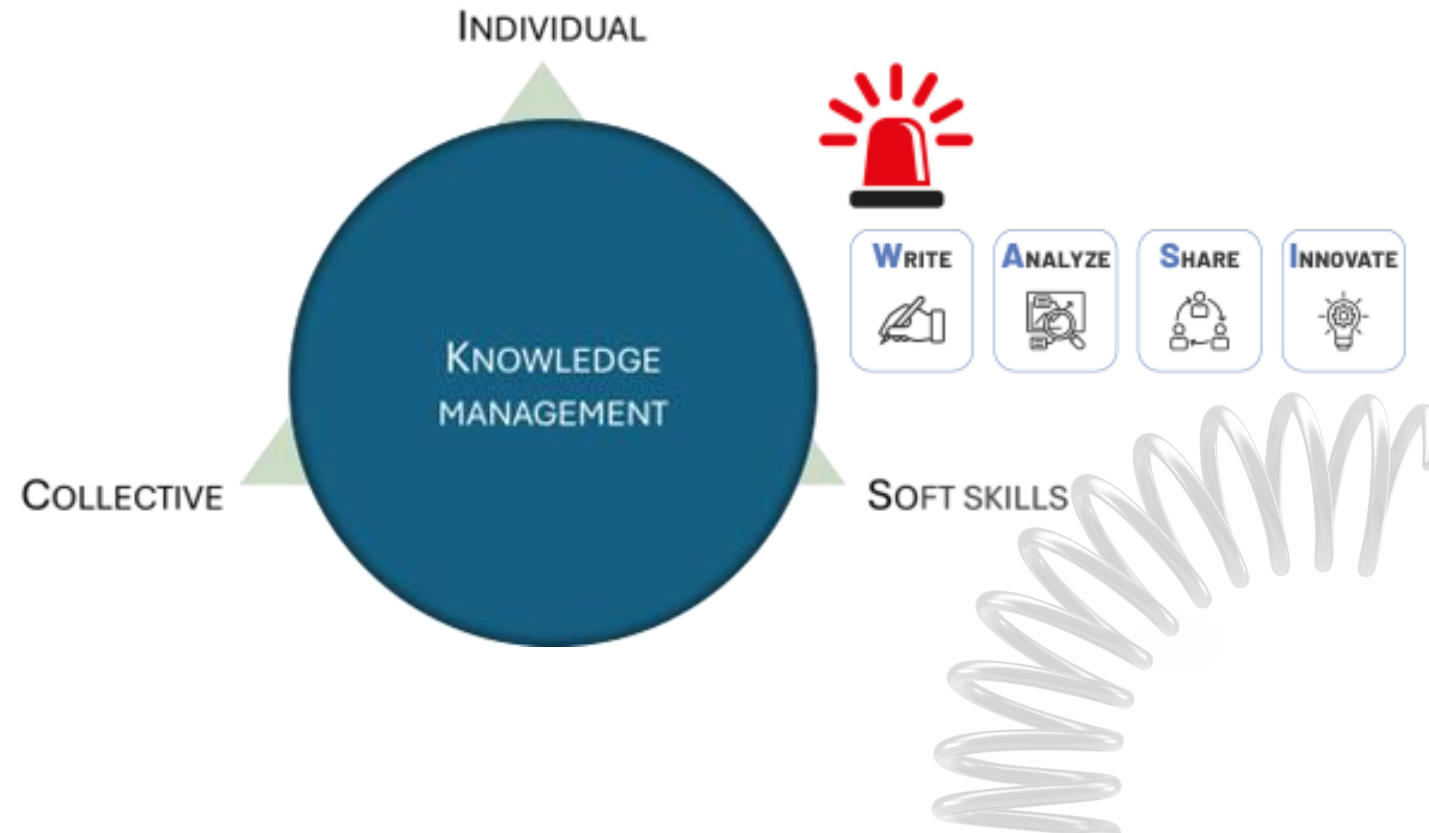 INDIVIDUAL
WRITE ANALYZE SHARE INNOVATE
KNOWLEDGE
MANAGEMENT
COLLECTIVE
SOFT SKILLS